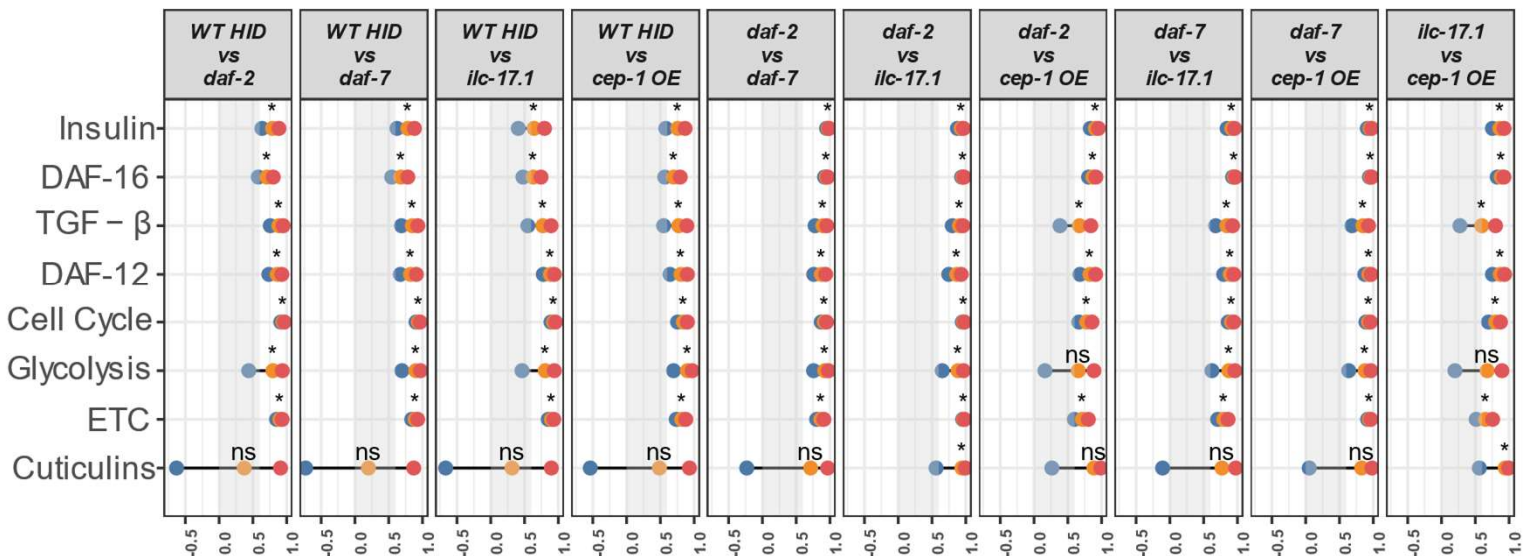 WT HID
vs
daf-2
WT HID
vs
daf-7
WT HID
vs
ilc-17.1
WT HID
vs
cep-1 OE
daf-2
vs
daf-7
daf-2
vs
ilc-17.1
daf-2
vs
cep-1 OE
daf-7
vs
ilc-17.1
daf-7
vs
cep-1 OE
ilc-17.1
vs
cep-1 OE
Insulin * * * * * * * * * *
DAF-16 * * * * * * * * * *
TGF − β * * * * * * * * * *
DAF-12 * * * * * * * * * *
Cell Cycle * * * * * * * * * *
Glycolysis * * * * * * ns * * ns
ETC * * * * * * * * * *
Cuticulins ns ns ns ns ns * ns ns ns *
-0.5 0.0 0.5 1.0 -0.5 0.0 0.5 1.0 -0.5 0.0 0.5 1.0 -0.5 0.0 0.5 1.0 -0.5 0.0 0.5 1.0 -0.5 0.0 0.5 1.0 -0.5 0.0 0.5 1.0 -0.5 0.0 0.5 1.0 -0.5 0.0 0.5 1.0 -0.5 0.0 0.5 1.0